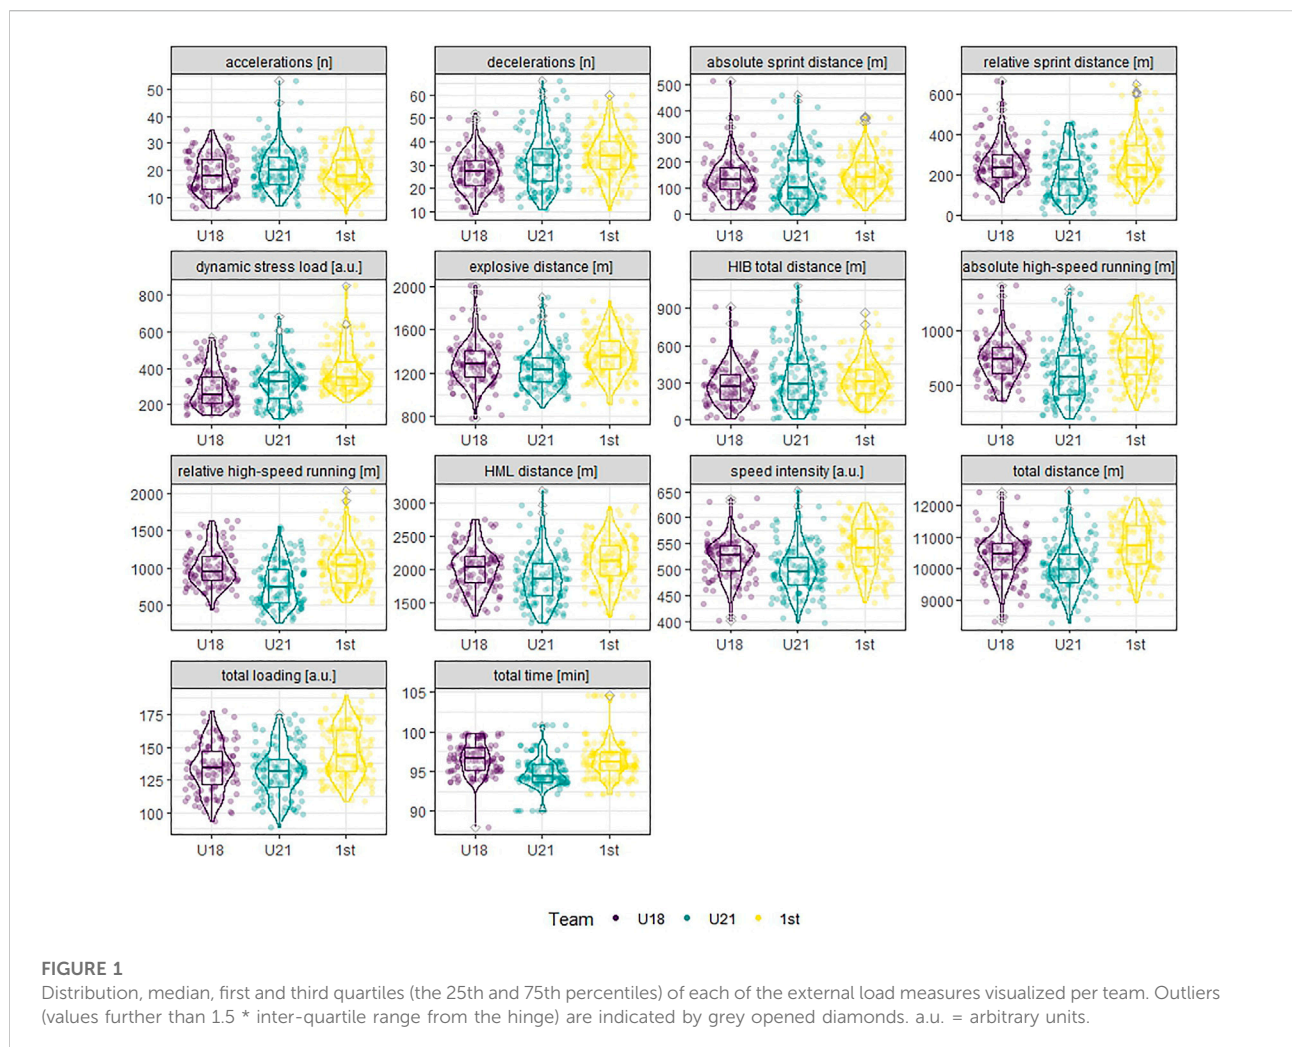 accelerations [n]
decelerations [n]
absolute sprint distance [m]
relative sprint distance [m]
50
40
30
20
10
60
50
40
30
20
10
500
400
300
200
100
0
600
400
200
0
U18 U21 1st
U18 U21 1st
U18 U21 1st
U18 U21 1st
dynamic stress load [a.u.]
explosive distance [m]
HIB total distance [m]
absolute high-speed running [m]
800
600
400
200
2000
1600
1200
800
900
600
300
0
1000
500
U18 U21 1st
U18 U21 1st
U18 U21 1st
U18 U21 1st
relative high-speed running [m]
HML distance [m]
speed intensity [a.u.]
total distance [m]
2000
1500
1000
500
3000
2500
2000
1500
650
600
550
500
450
400
12000
11000
10000
9000
U18 U21 1st
U18 U21 1st
U18 U21 1st
U18 U21 1st
total loading [a.u.]
total time [min]
175
150
125
100
105
100
95
90
U18 U21 1st
U18 U21 1st
Team U18 U21 1st
FIGURE 1
Distribution, median, first and third quartiles (the 25th and 75th percentiles) of each of the external load measures visualized per team. Outliers
(values further than 1.5 * inter-quartile range from the hinge) are indicated by grey opened diamonds. a.u. = arbitrary units.